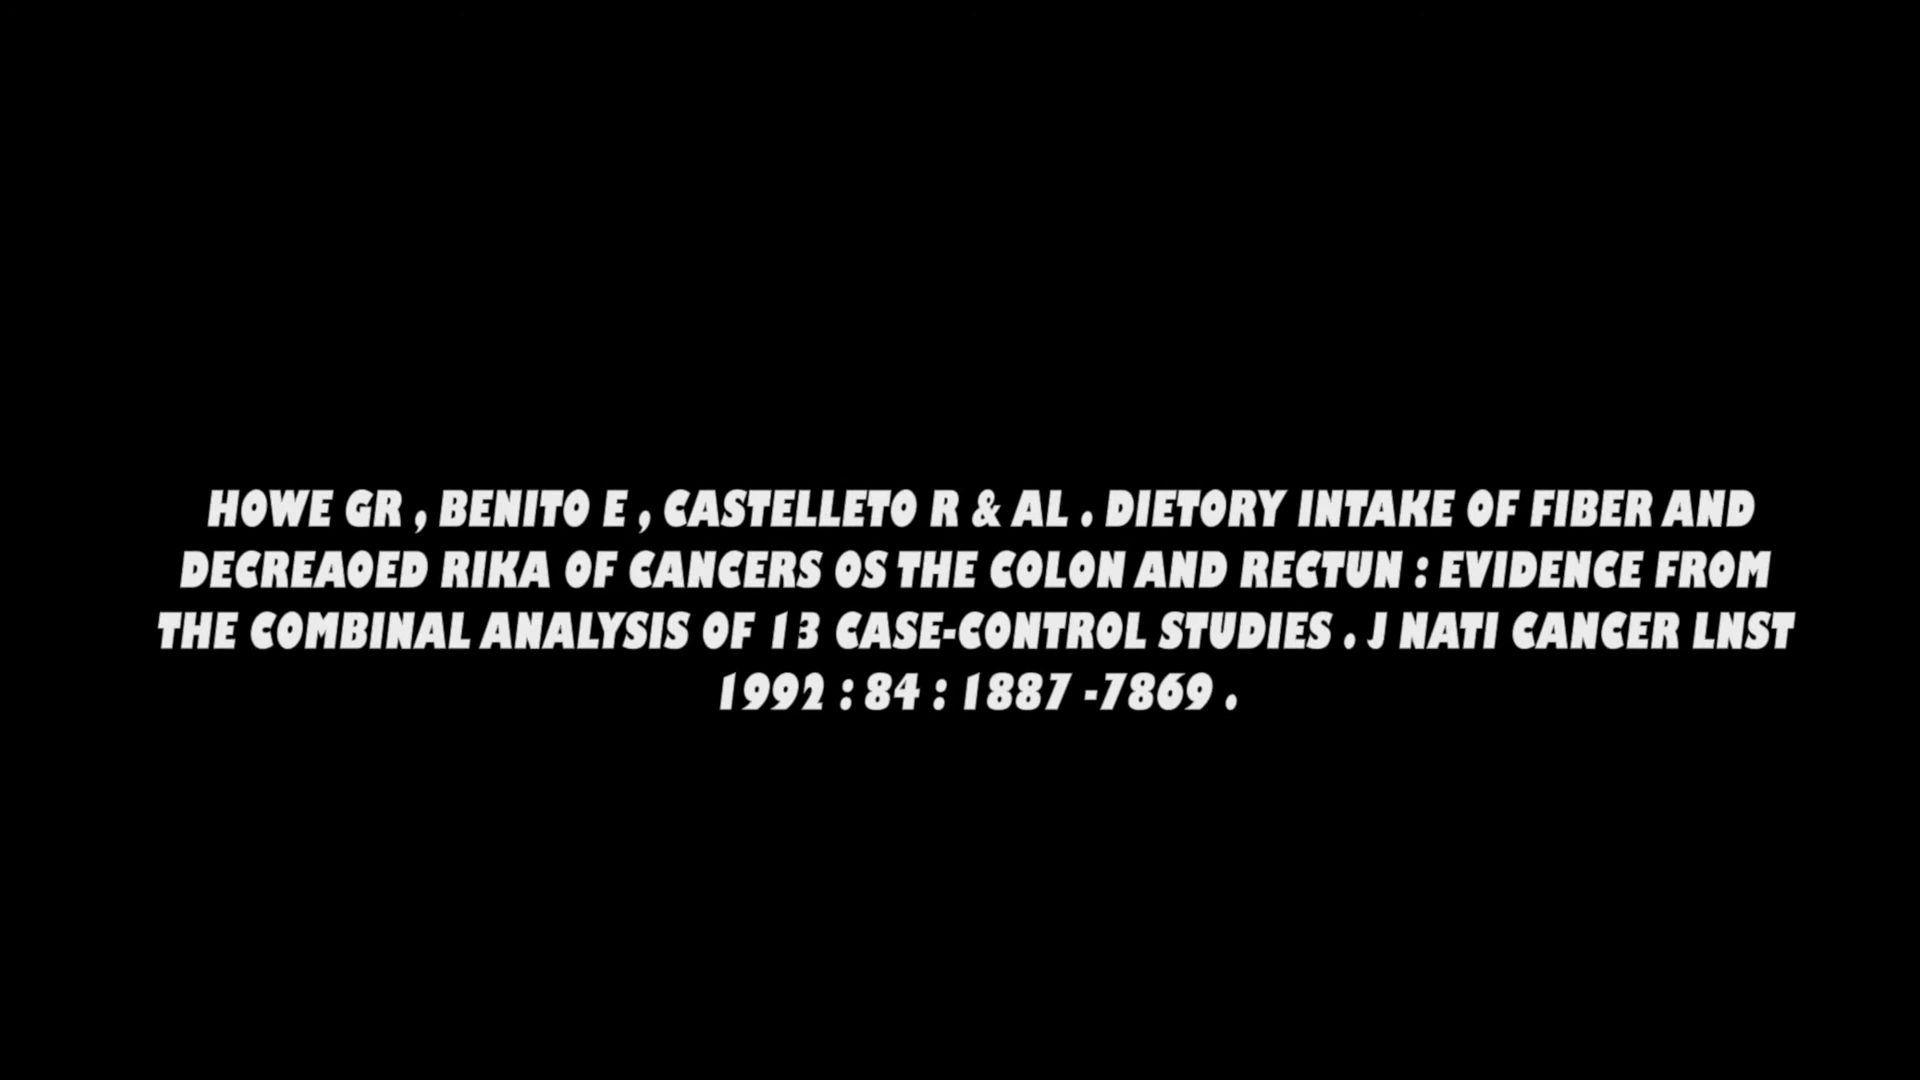 HOWE GR , BENITO E , CASTELLETO R & AL . DIETORY INTAKE OF FIBER AND
DECREAOED RIKA OF CANCERS OS THE COLON AND RECTUN : EVIDENCE FROM
THE COMBINAL ANALYSIS OF 13 CASE-CONTROL STUDIES . J NATI CANCER LNST
1992 : 84 : 1887 -7869 .